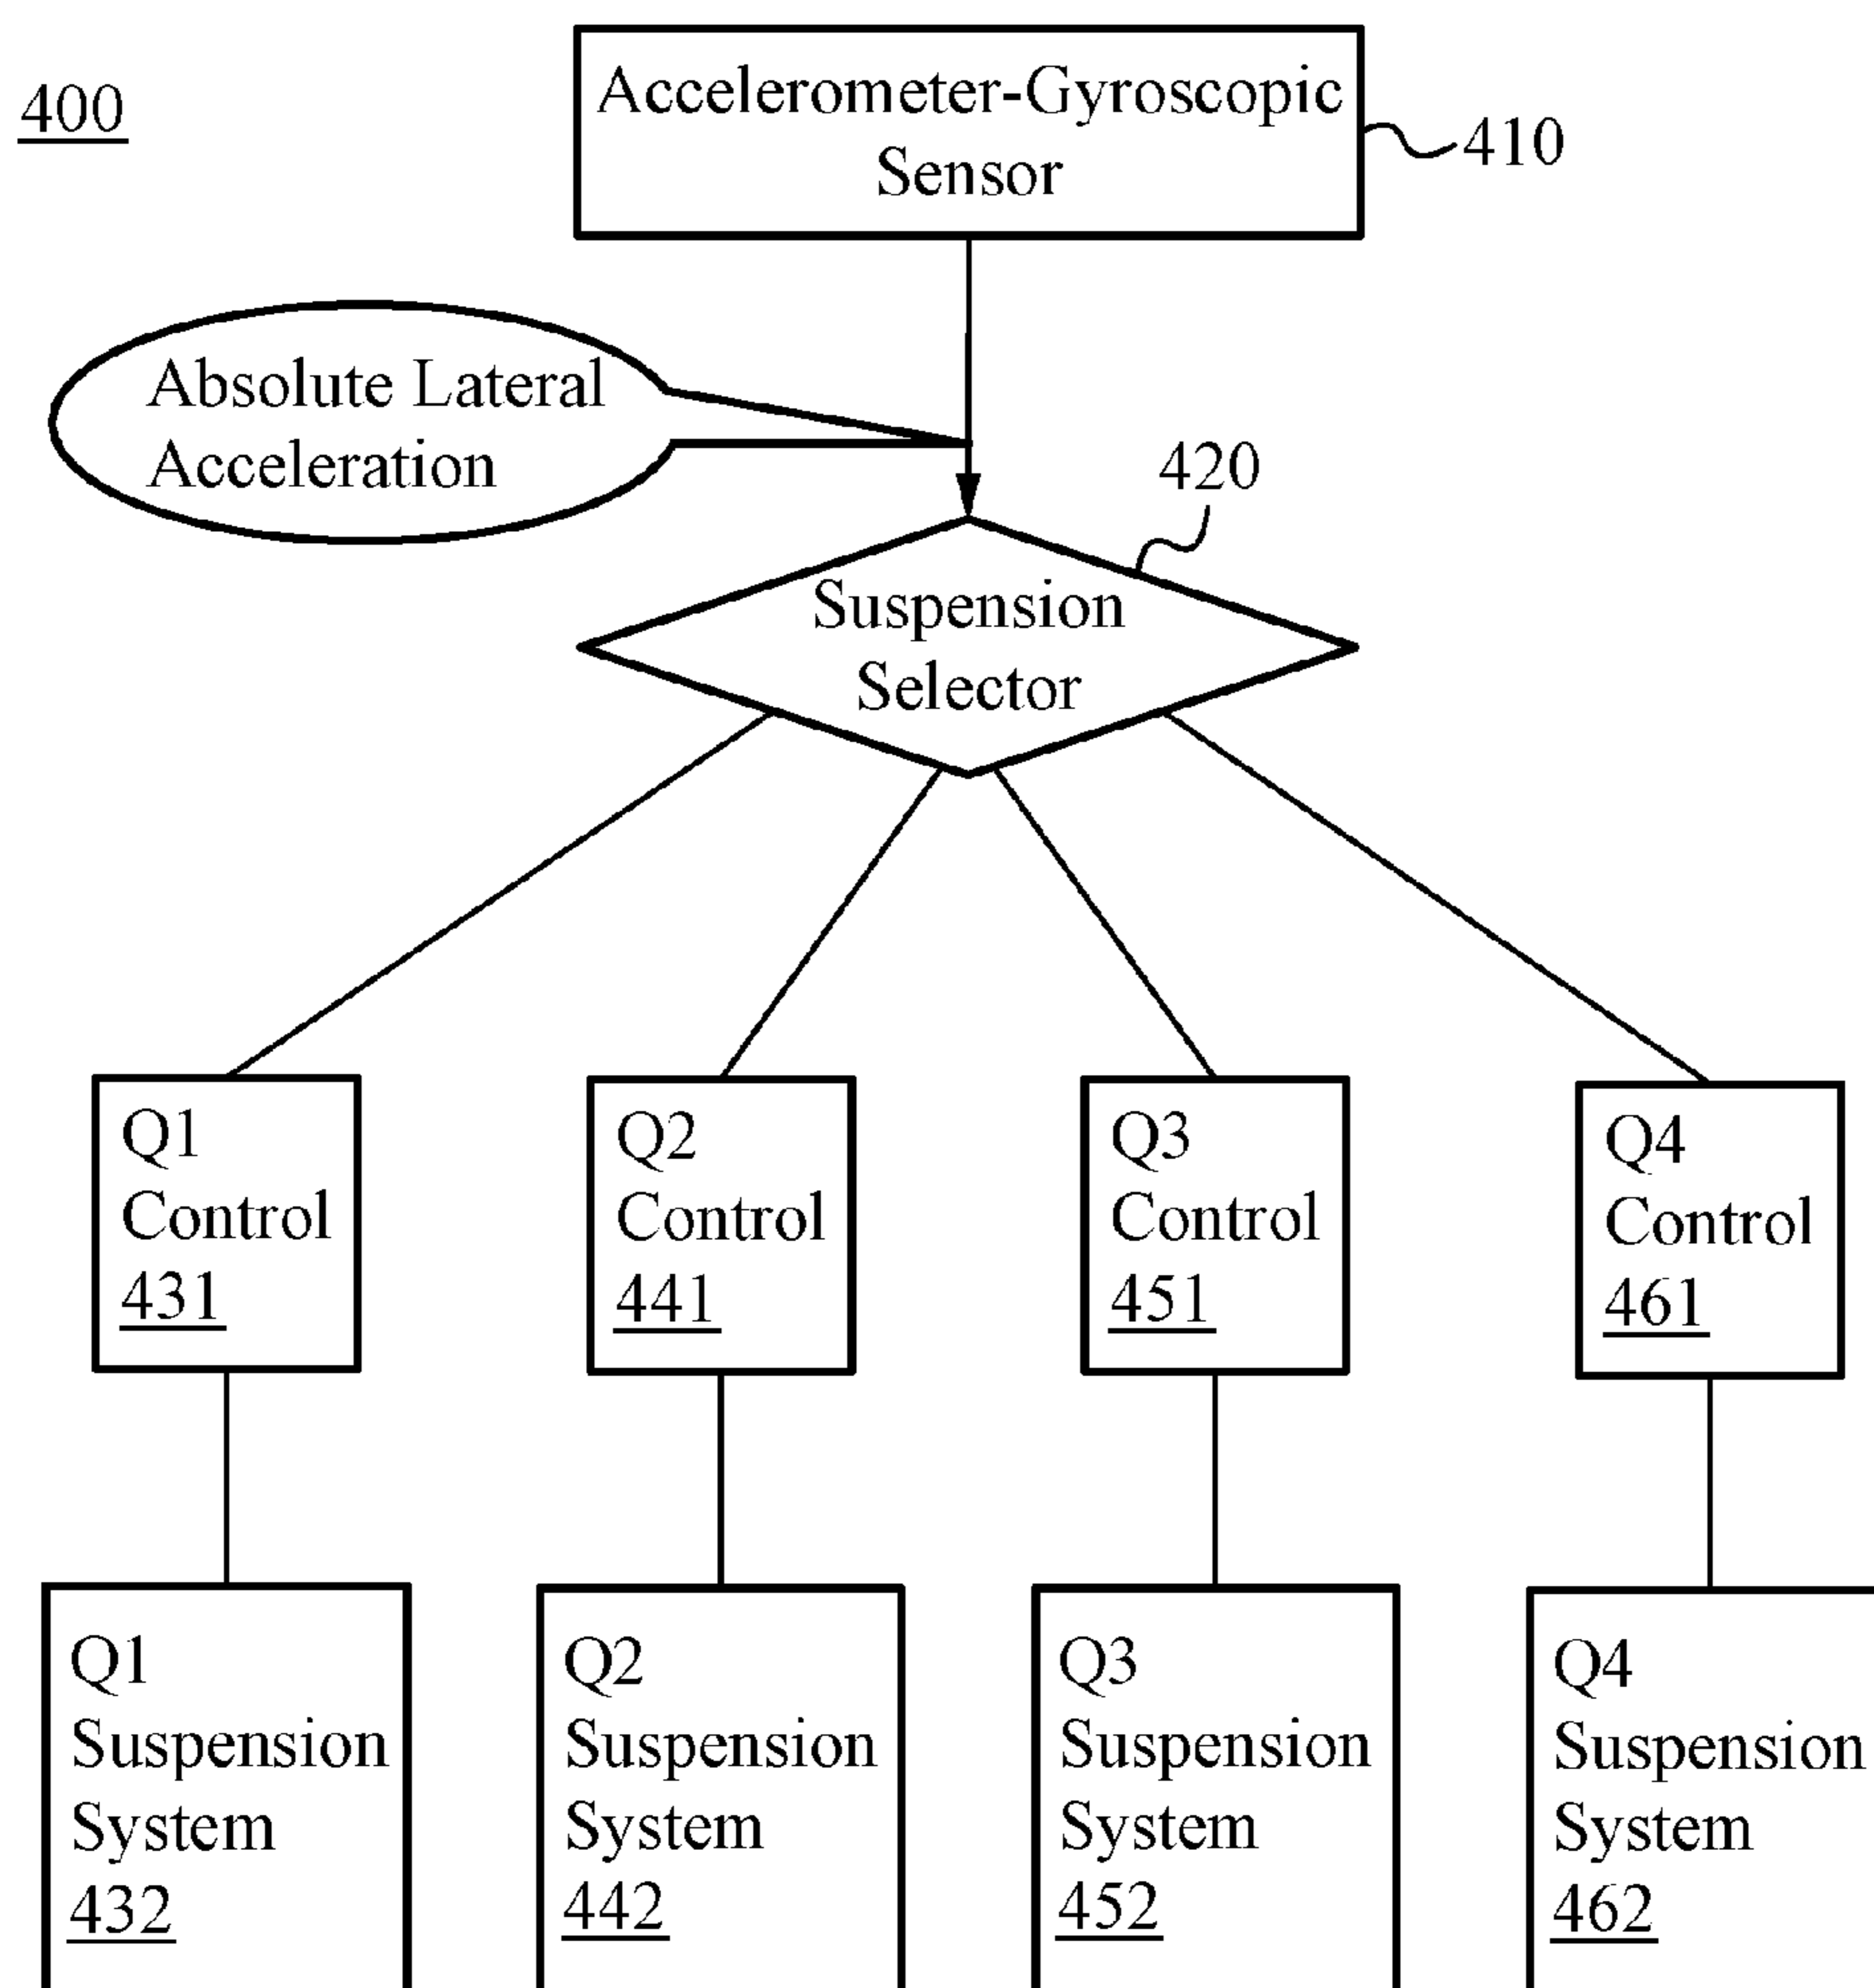 400
Accelerometer-Gyroscopic
Sensor
410
Absolute Lateral
Acceleration
420
Suspension
Selector
Q1
Control
431
Q2
Control
441
Q3
Control
451
Q4
Control
461
Q1
Suspension
System
432
Q2
Suspension
System
442
Q3
Suspension
System
452
Q4
Suspension
System
462